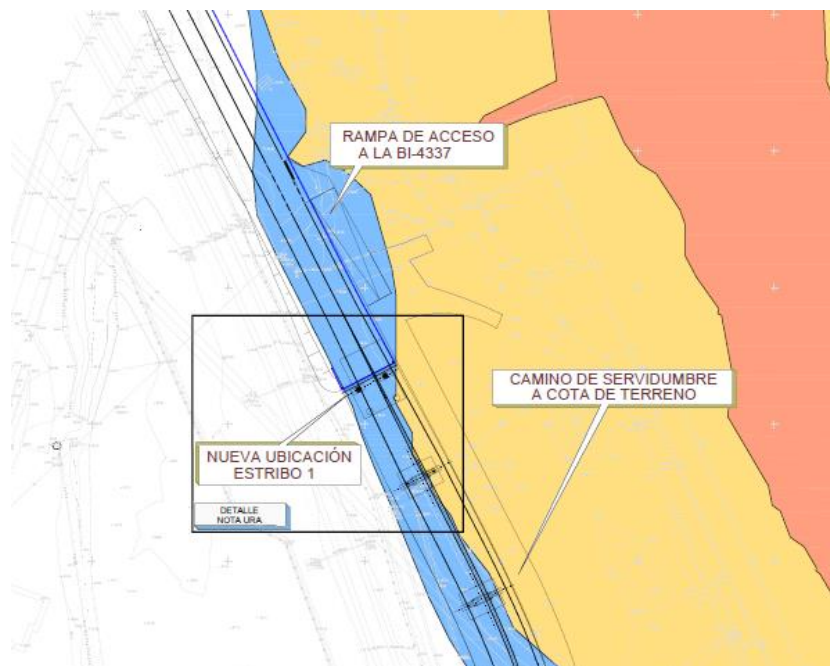 RAMPA DE ACCESO
A LA BI-4337
CAMINO DE SERVIDUMBRE
A COTA DE TERRENO
NUEVA UBICACIÓN
ESTRIBO 1
DETALLE
NOTA URA